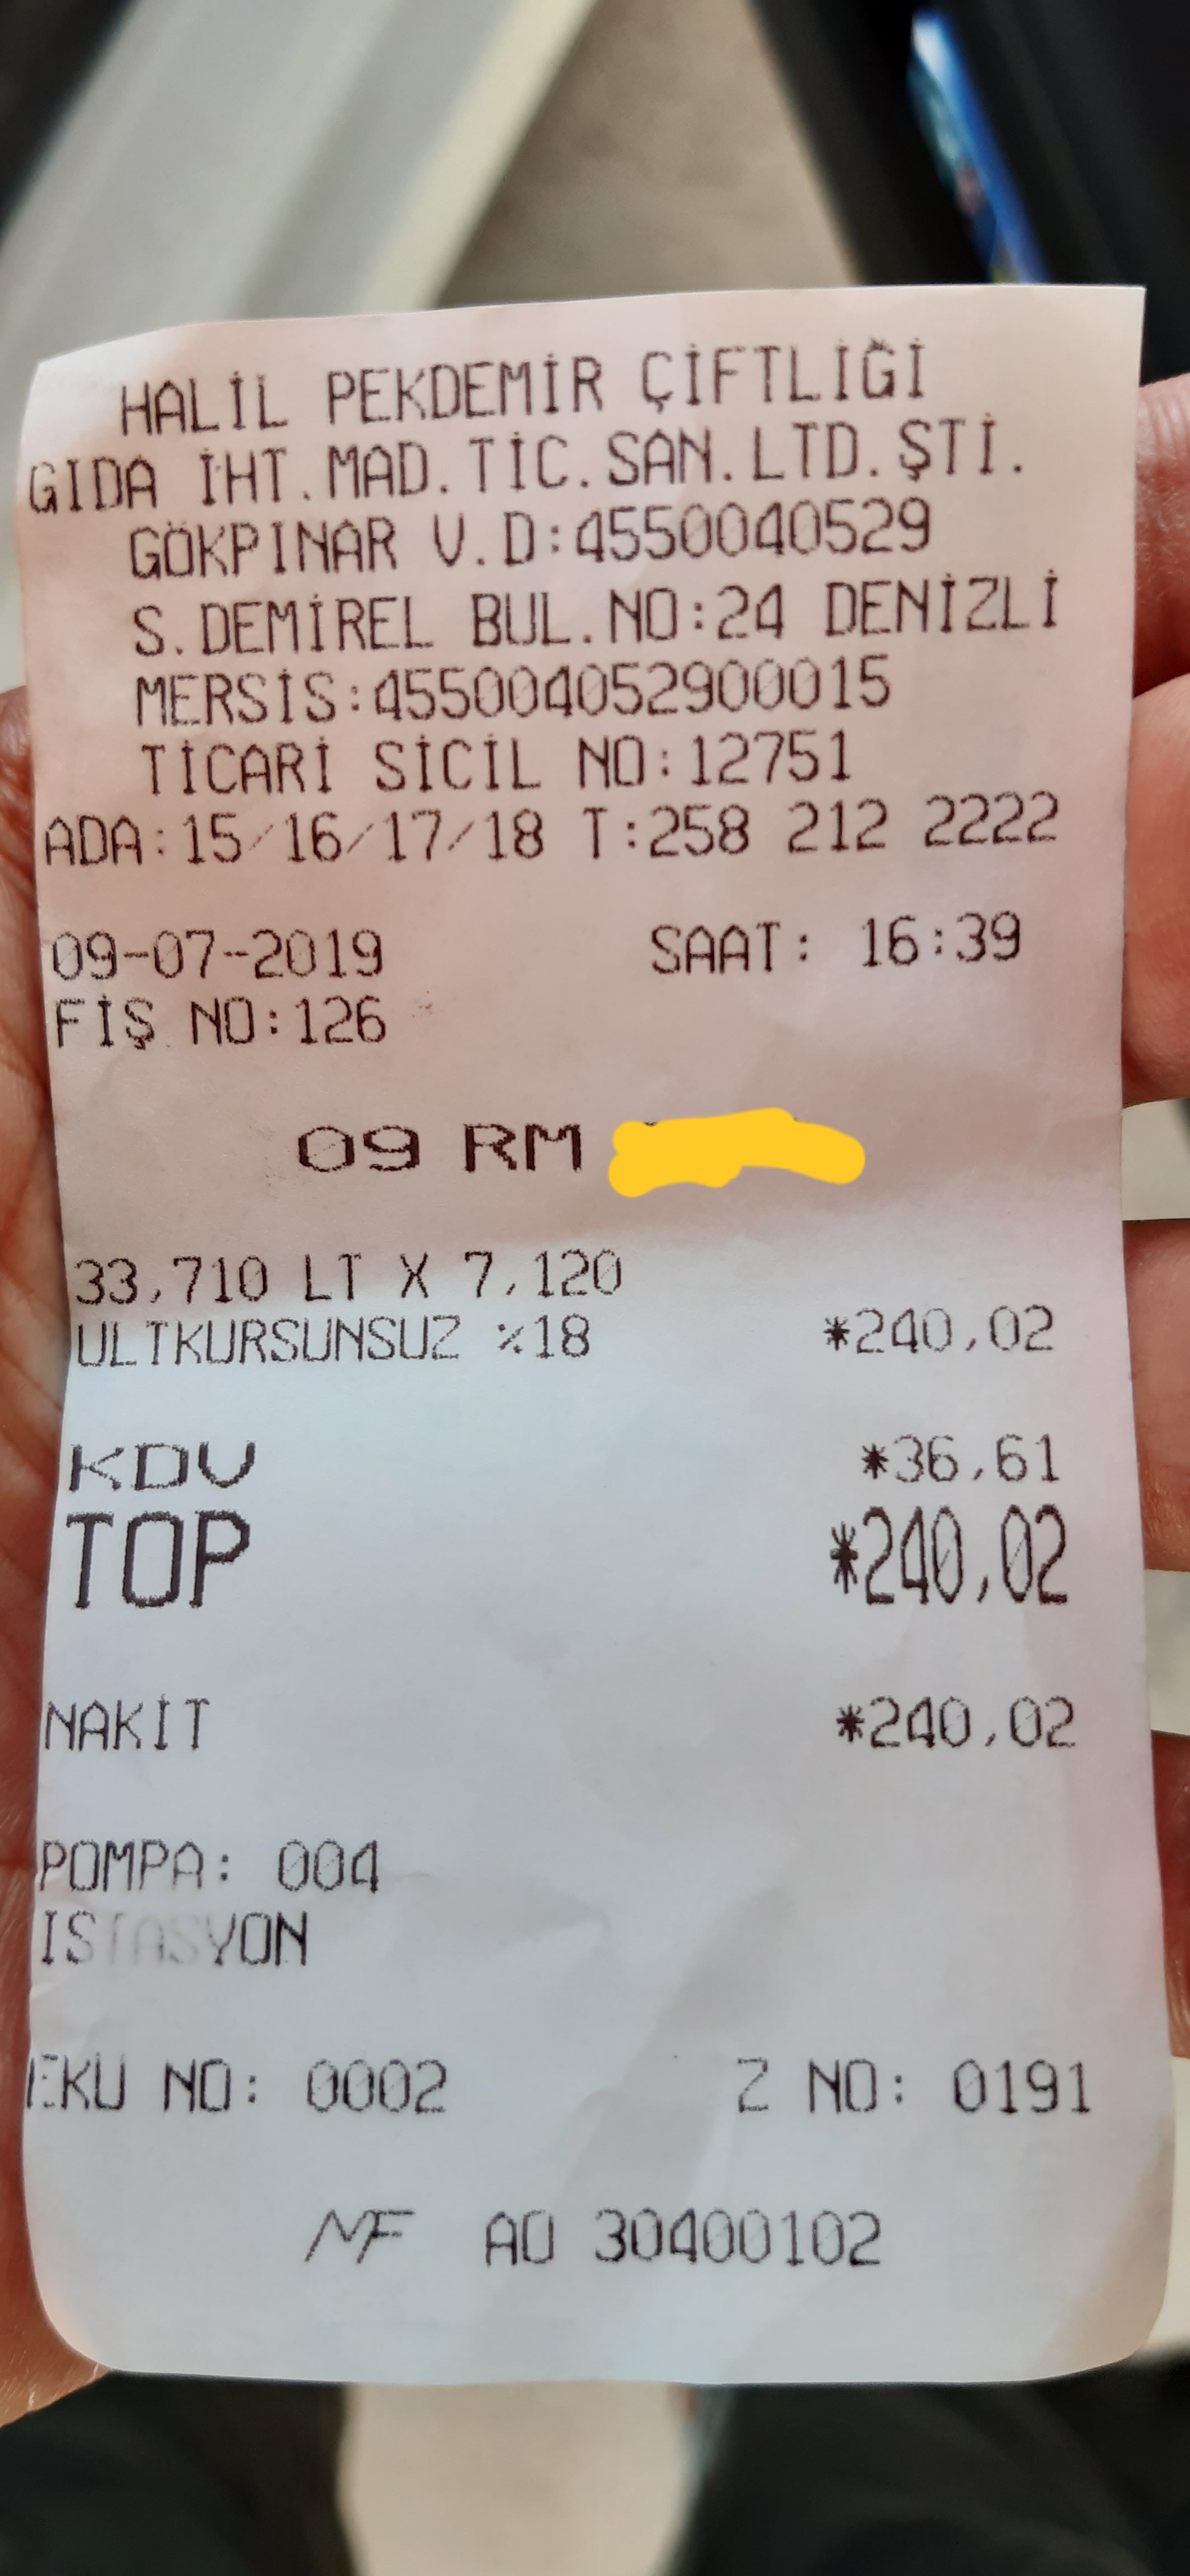 HALİL PEKDEMİR ÇİFTLİĞİ
GIDA İHT.MAD.TİC.SAN.LTD.ŞTİ.
GÖKPINAR V.D:4550040529
S.DEMİREL BUL.NO:24 DENİZLİ
MERSİS:455004052900015
TİCARİ SİCİL NO:12751
ADA:15/16/17/18 T:258 212 2222
09-07-2019 SAAT: 16:39
FİŞ NO:126
09 RM
33,710 LT X 7,120
ULTKURSUNSUZ %18 *240,02
KDV *36,61
TOP *240,02
NAKİT *240,02
POMPA: 004
ISTASYON
EKU NO: 0002 Z NO: 0191
MF AO 30400102